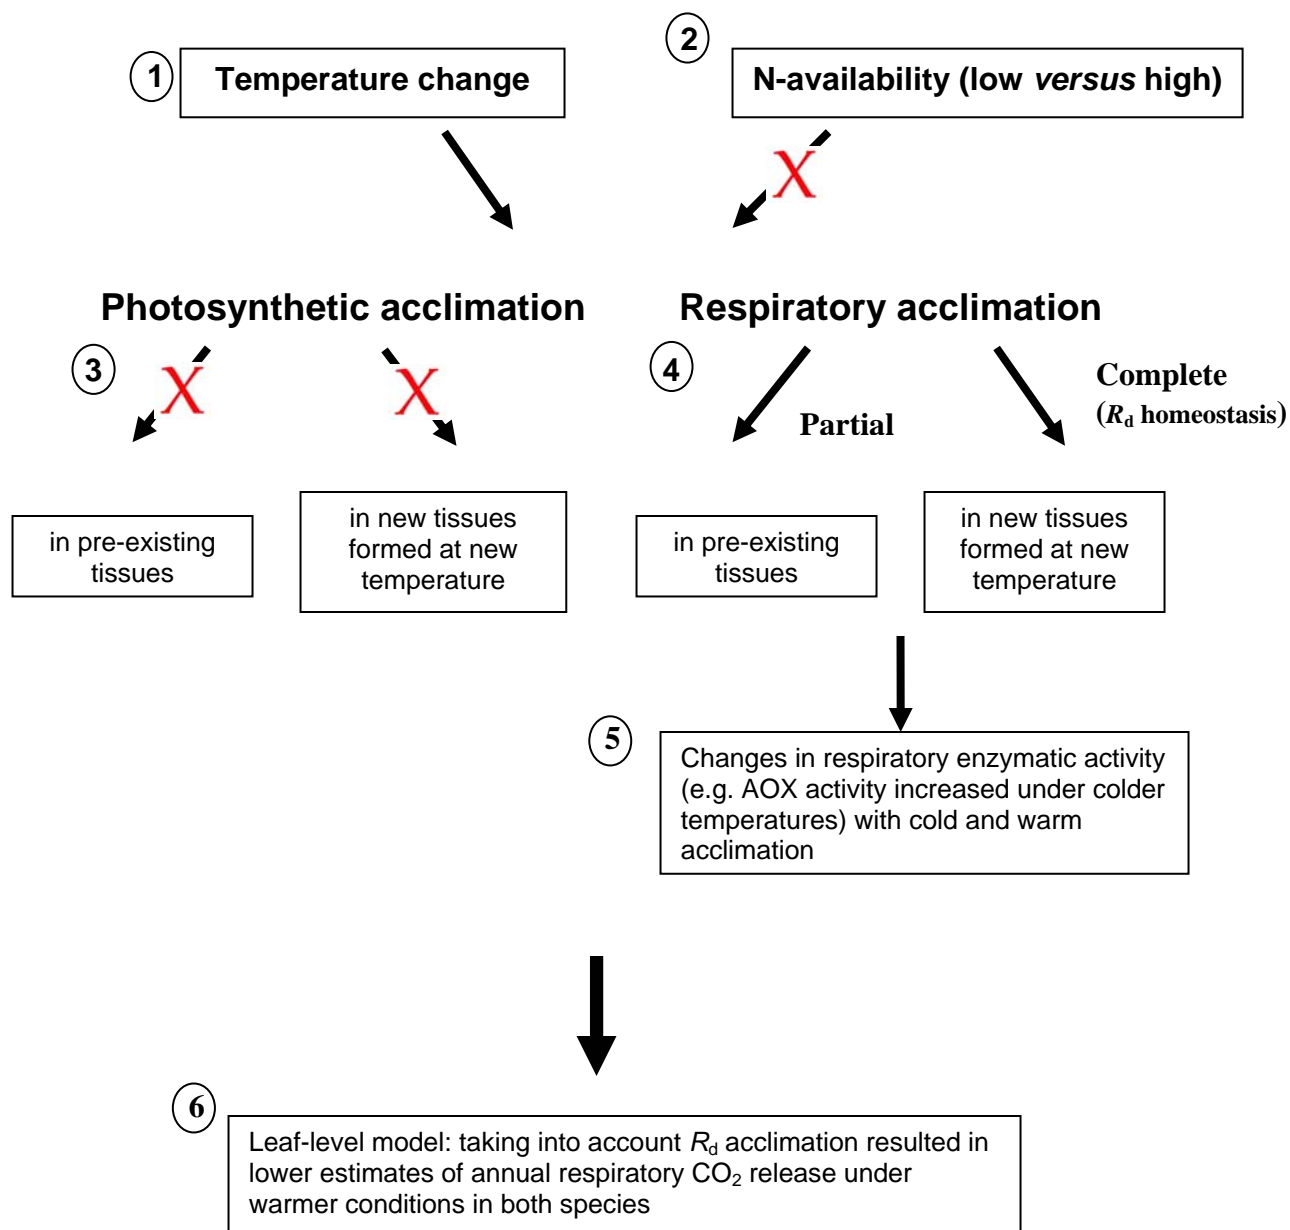 1
Temperature change
2
N-availability (low versus high)
X
Photosynthetic acclimation
Respiratory acclimation
3
X
X
4
Partial
Complete
(Rd homeostasis)
in pre-existing
tissues
in new tissues
formed at new
temperature
in pre-existing
tissues
in new tissues
formed at new
temperature
5
Changes in respiratory enzymatic activity
(e.g. AOX activity increased under colder
temperatures) with cold and warm
acclimation
6
Leaf-level model: taking into account Rd acclimation resulted in
lower estimates of annual respiratory CO2 release under
warmer conditions in both species